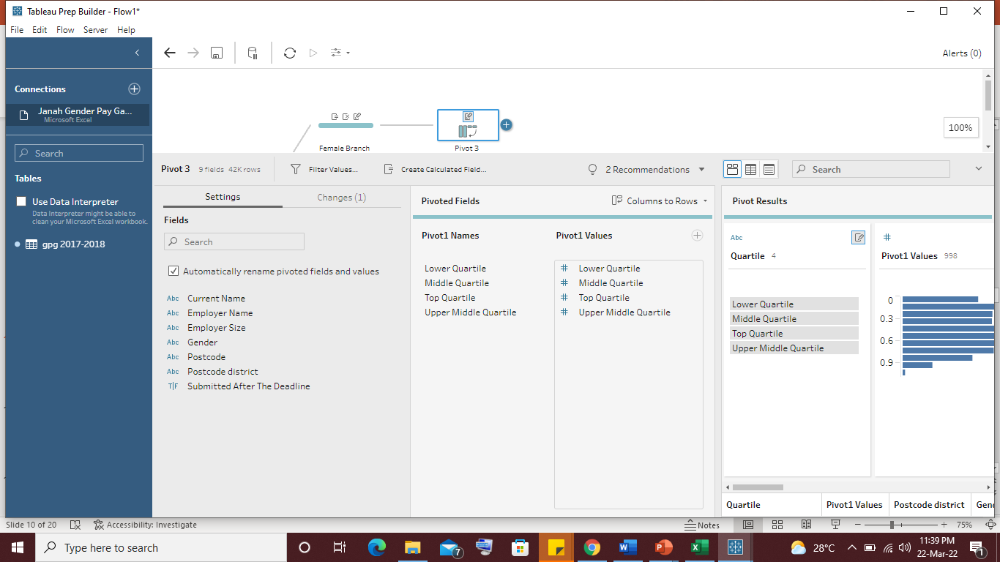 Tableau Prep Builder - Flow1*
File Edit Flow Server Help
Alerts (0)
Connections
Janah Gender Pay Ga...
Microsoft Excel
Search
Tables
Use Data Interpreter
Data Interpreter might be able to
clean your Microsoft Excel workbook.
gpg 2017-2018
Female Branch
Pivot 3
100%
Pivot 3 9 fields 42K rows
Filter Values...
Create Calculated Field...
2 Recommendations
Search
Settings
Changes (1)
Fields
Search
Automatically rename pivoted fields and values
Abc Current Name
Abc Employer Name
Abc Employer Size
Abc Gender
Abc Postcode
Abc Postcode district
T|F Submitted After The Deadline
Pivoted Fields
Columns to Rows
Pivot1 Names
Pivot1 Values
Lower Quartile
Middle Quartile
Top Quartile
Upper Middle Quartile
# Lower Quartile
# Middle Quartile
# Top Quartile
# Upper Middle Quartile
Pivot Results
Abc
Quartile 4
Lower Quartile
Middle Quartile
Top Quartile
Upper Middle Quartile
#
Pivot1 Values 998
0
0.3
0.6
0.9
Quartile Pivot1 Values Postcode district Gen
Slide 10 of 20
Accessibility: Investigate
Notes
75%
Type here to search
7
28°C
11:39 PM
22-Mar-22
1